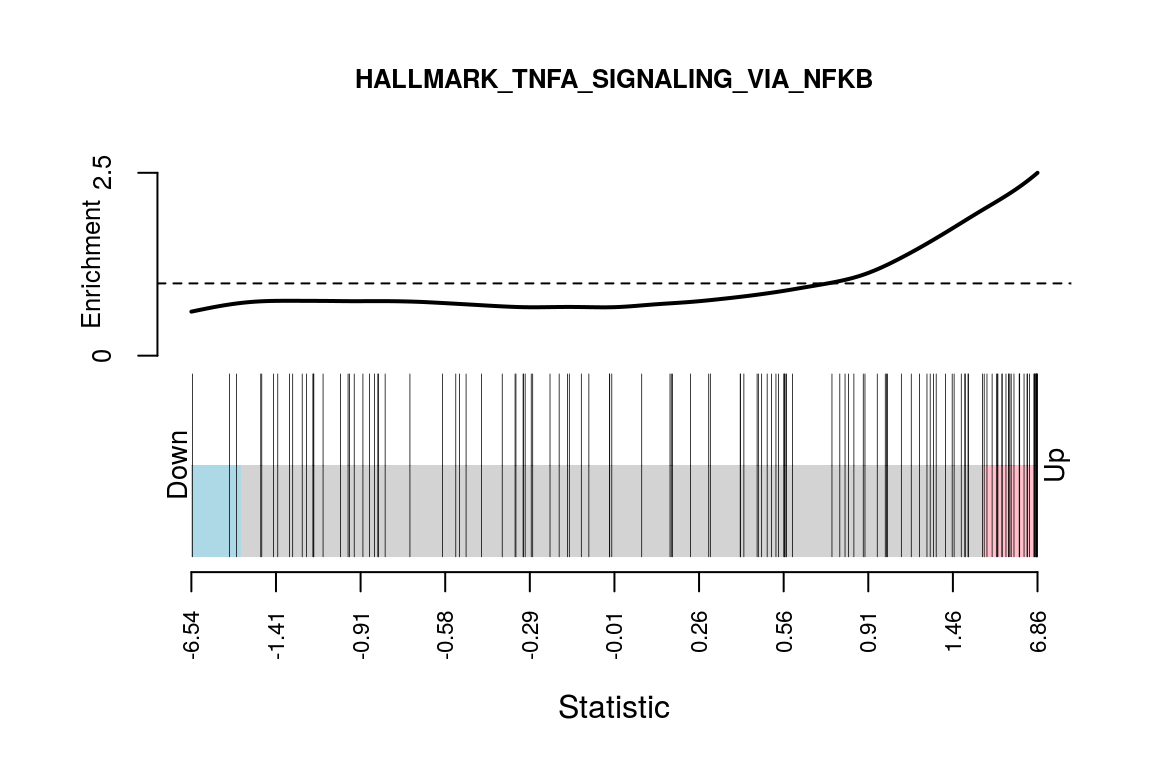 HALLMARK_TNFA_SIGNALING_VIA_NFKB
Enrichment
2.5
0
Down
Up
-6.54
-1.41
-0.91
-0.58
-0.29
-0.01
0.26
0.56
0.91
1.46
6.86
Statistic